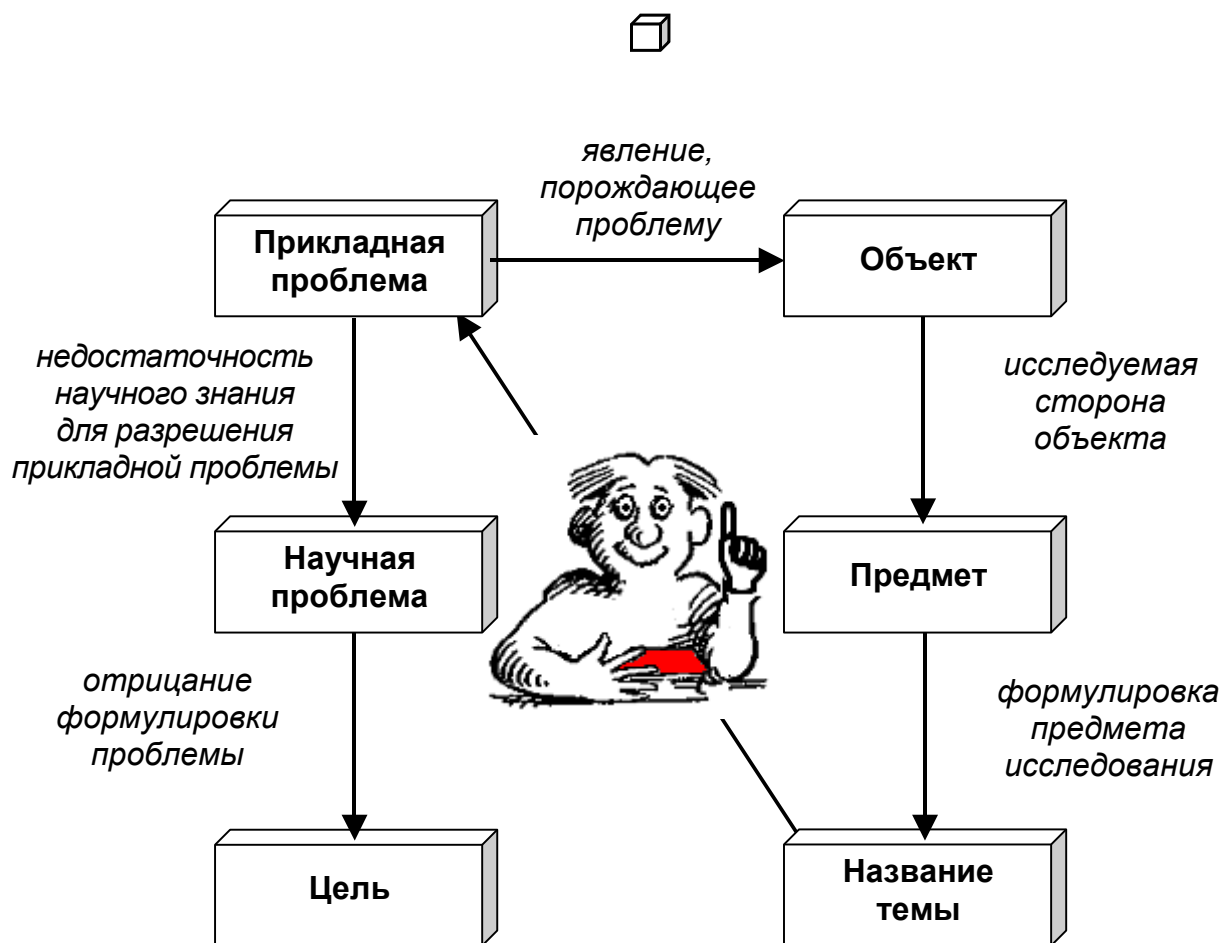 явление,
порождающее
проблему
Прикладная
проблема
Объект
недостаточность
научного знания
для разрешения
прикладной проблемы
исследуемая
сторона
объекта
Научная
проблема
Предмет
отрицание
формулировки
проблемы
формулировка
предмета
исследования
Цель
Название
темы